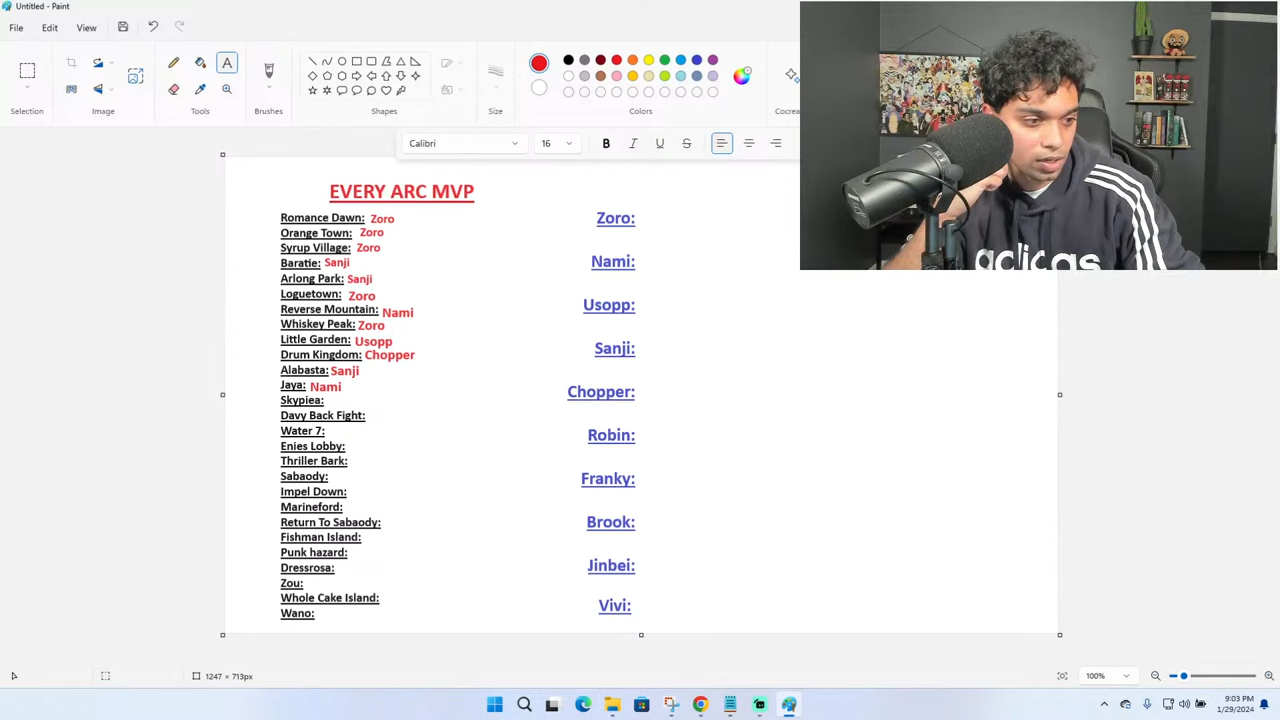 Untitled - Paint
File Edit View
Selection Image Tools Brushes Shapes Size Colors Cocrea
Calibri 16 B I U S
EVERY ARC MVP
Romance Dawn: Zoro
Orange Town: Zoro
Syrup Village: Zoro
Baratie: Sanji
Arlong Park: Sanji
Loguetown: Zoro
Reverse Mountain: Nami
Whiskey Peak: Zoro
Little Garden: Usopp
Drum Kingdom: Chopper
Alabasta: Sanji
Jaya: Nami
Skypiea:
Davy Back Fight:
Water 7:
Enies Lobby:
Thriller Bark:
Sabaody:
Impel Down:
Marineford:
Return To Sabaody:
Fishman Island:
Punk hazard:
Dressrosa:
Zou:
Whole Cake Island:
Wano:
Zoro:
Nami:
Usopp:
Sanji:
Chopper:
Robin:
Franky:
Brook:
Jinbei:
Vivi:
adidas
1247 × 713px
100%
9:03 PM
1/29/2024